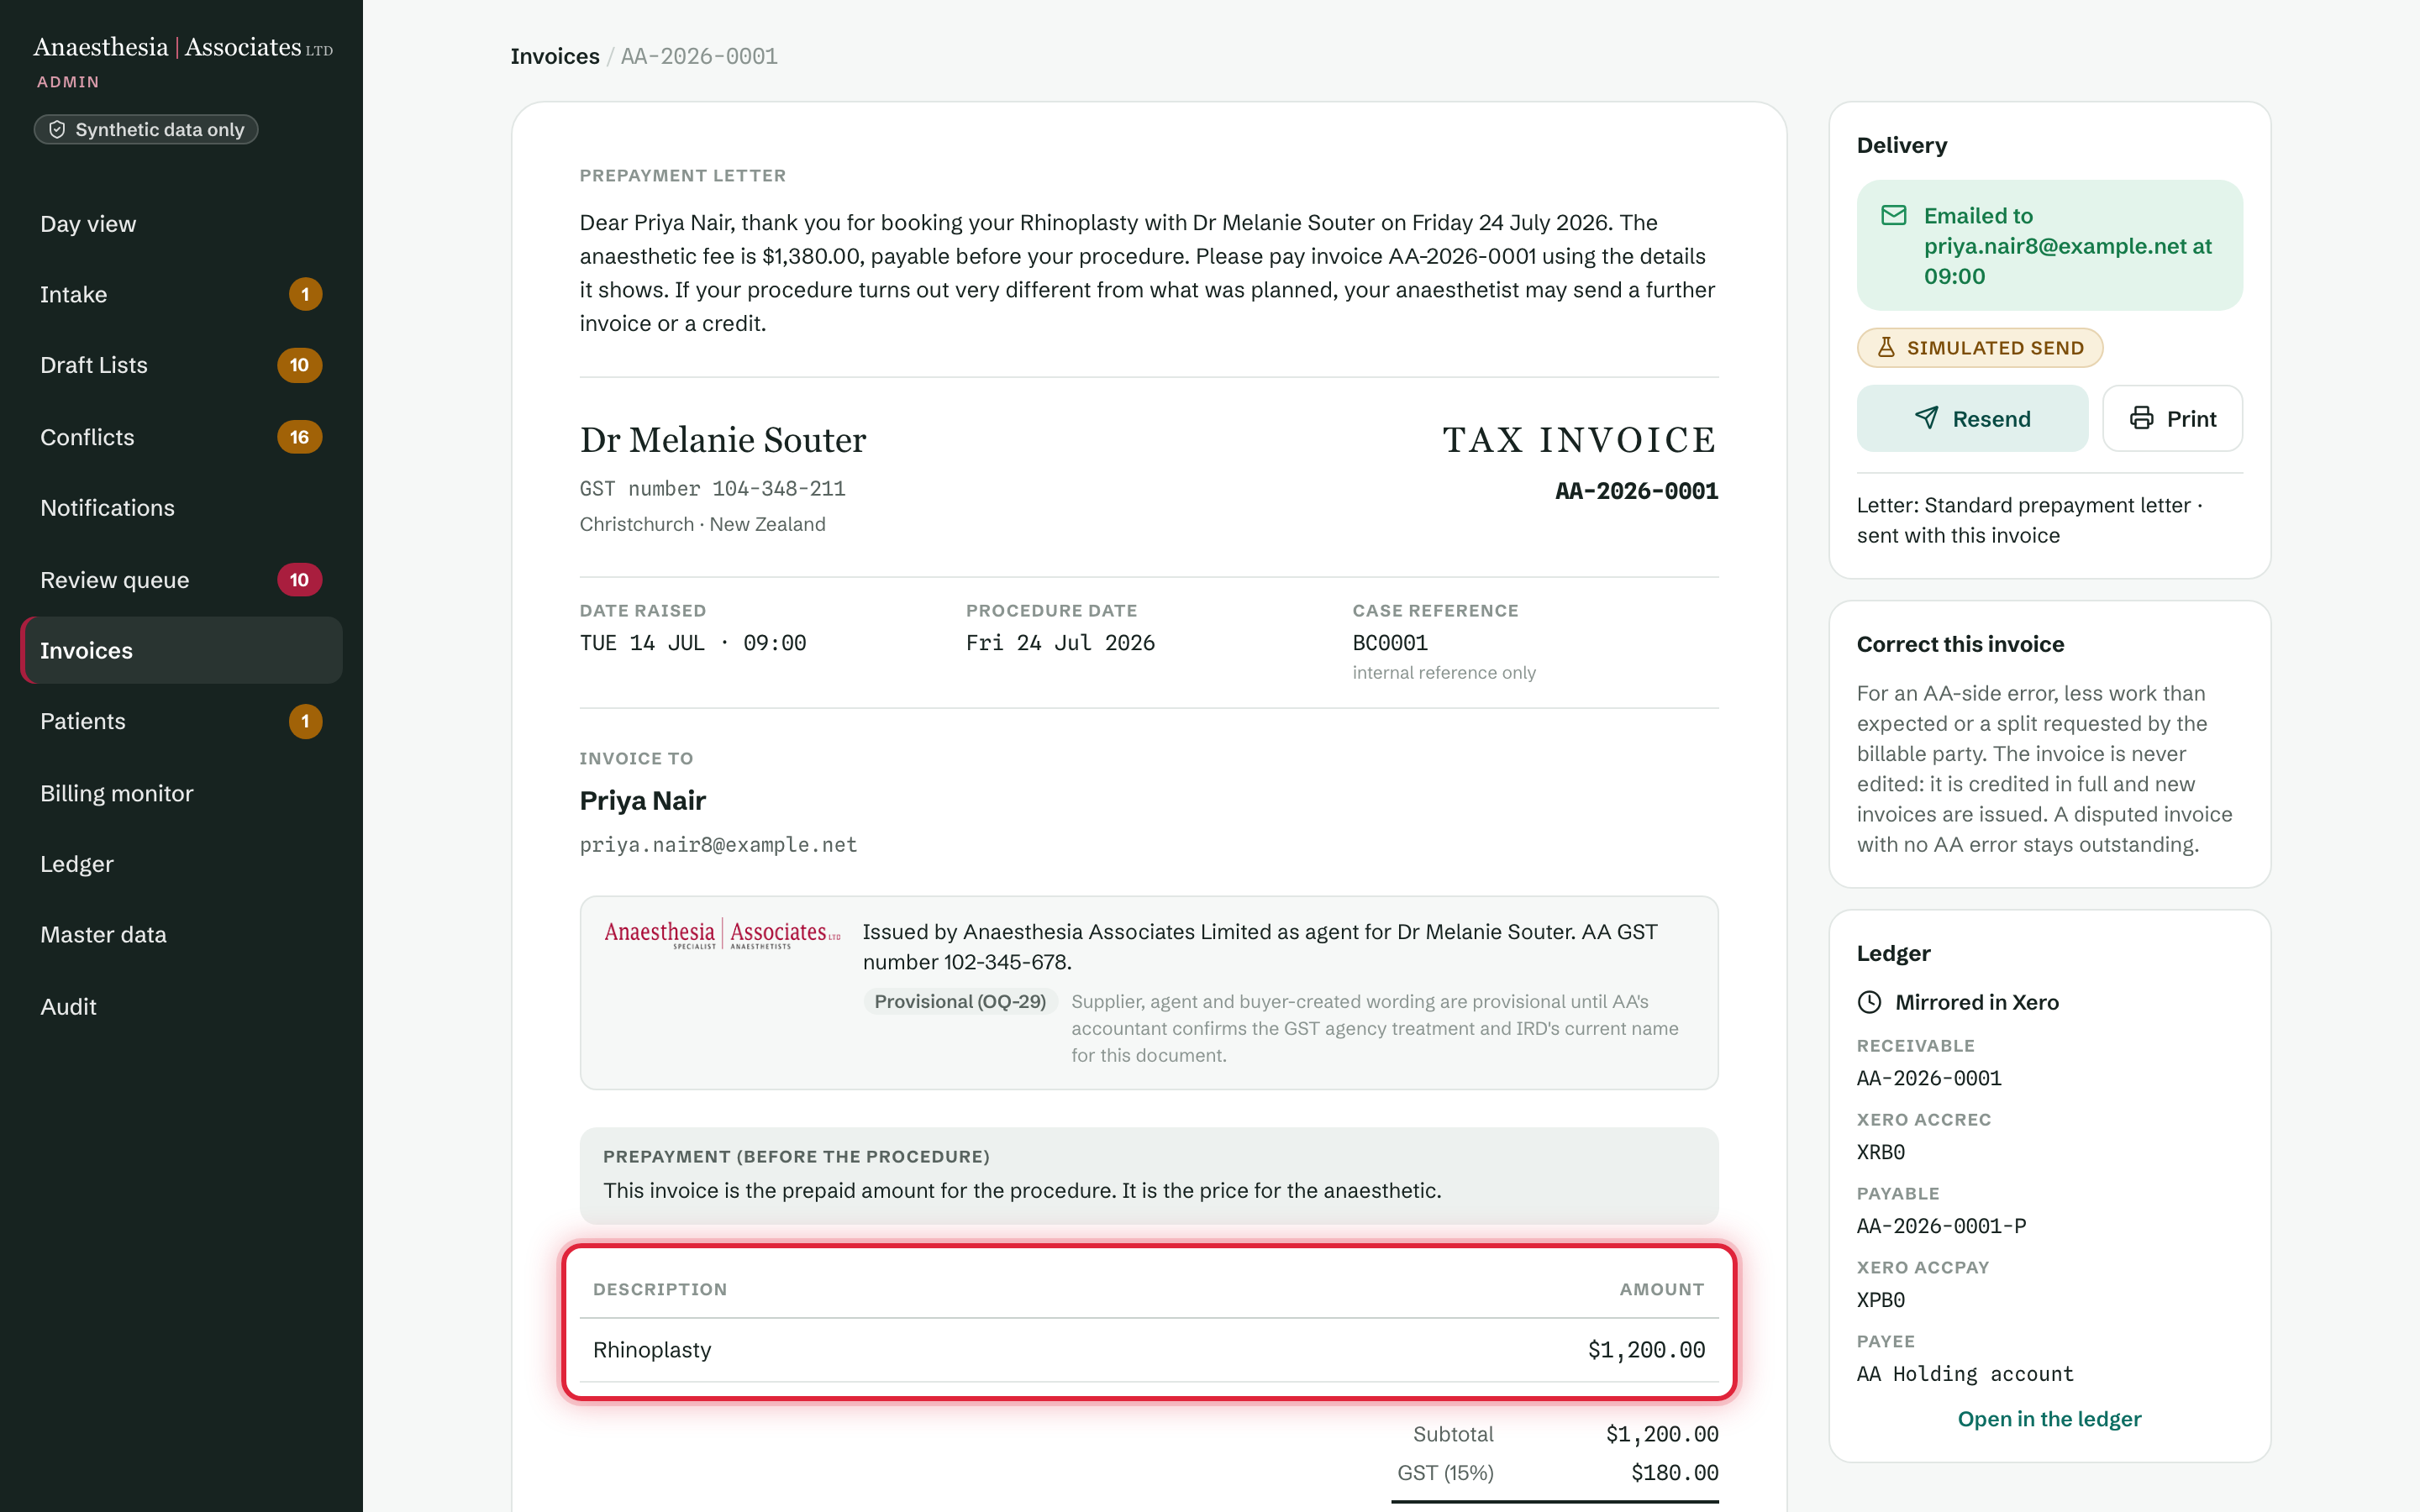 Anaesthesia | Associates LTD
ADMIN
Synthetic data only
Day view
Intake 1
Draft Lists 10
Conflicts 16
Notifications
Review queue 10
Invoices
Patients 1
Billing monitor
Ledger
Master data
Audit
Invoices / AA-2026-0001
PREPAYMENT LETTER
Dear Priya Nair, thank you for booking your Rhinoplasty with Dr Melanie Souter on Friday 24 July 2026. The
anaesthetic fee is $1,380.00, payable before your procedure. Please pay invoice AA-2026-0001 using the details
it shows. If your procedure turns out very different from what was planned, your anaesthetist may send a further
invoice or a credit.
Dr Melanie Souter
GST number 104-348-211
Christchurch · New Zealand
TAX INVOICE
AA-2026-0001
DATE RAISED
TUE 14 JUL · 09:00
PROCEDURE DATE
Fri 24 Jul 2026
CASE REFERENCE
BC0001
internal reference only
INVOICE TO
Priya Nair
priya.nair8@example.net
Anaesthesia | Associates LTD
SPECIALIST ANAESTHETISTS
Issued by Anaesthesia Associates Limited as agent for Dr Melanie Souter. AA GST
number 102-345-678.
Provisional (OQ-29)
Supplier, agent and buyer-created wording are provisional until AA's
accountant confirms the GST agency treatment and IRD's current name
for this document.
PREPAYMENT (BEFORE THE PROCEDURE)
This invoice is the prepaid amount for the procedure. It is the price for the anaesthetic.
DESCRIPTION AMOUNT
Rhinoplasty $1,200.00
Subtotal $1,200.00
GST (15%) $180.00
Delivery
Emailed to
priya.nair8@example.net at
09:00
SIMULATED SEND
Resend
Print
Letter: Standard prepayment letter ·
sent with this invoice
Correct this invoice
For an AA-side error, less work than
expected or a split requested by the
billable party. The invoice is never
edited: it is credited in full and new
invoices are issued. A disputed invoice
with no AA error stays outstanding.
Ledger
Mirrored in Xero
RECEIVABLE
AA-2026-0001
XERO ACCREC
XRB0
PAYABLE
AA-2026-0001-P
XERO ACCPAY
XPB0
PAYEE
AA Holding account
Open in the ledger